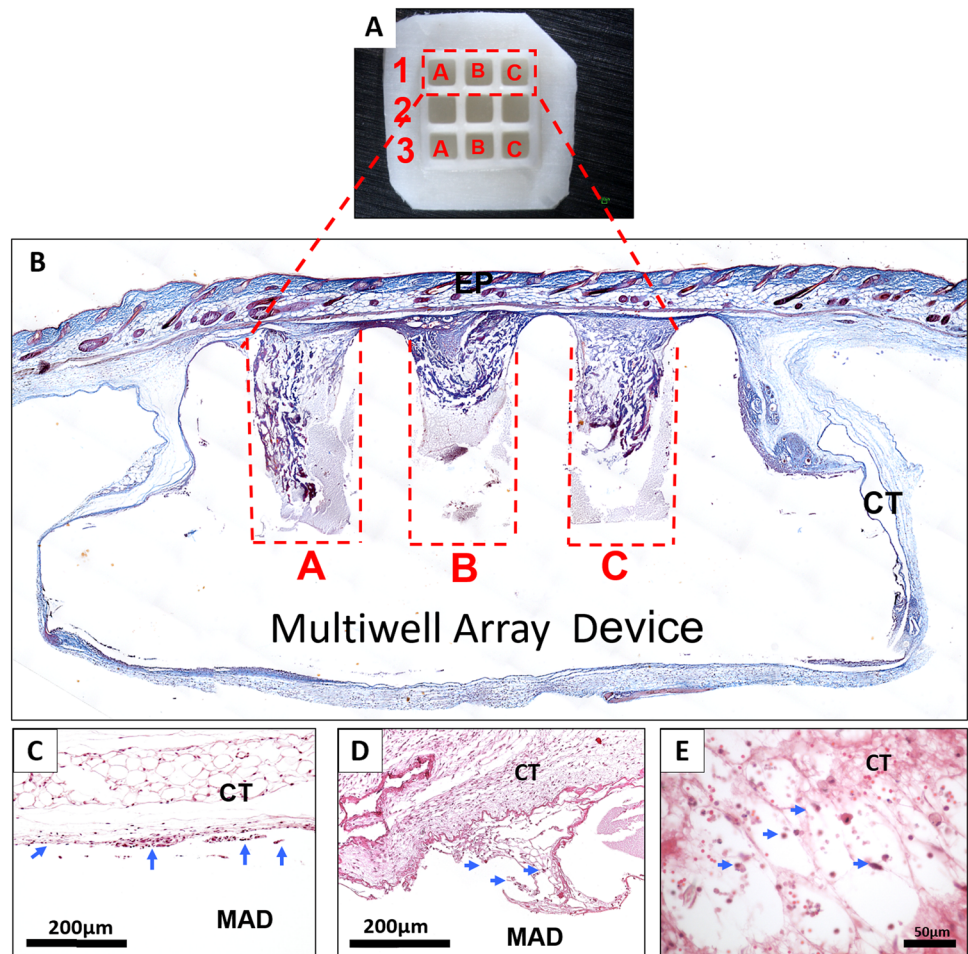 A
1 A B C
2
3 A B C
B
EP
CT
A B C
Multiwell Array Device
C
CT
200µm
MAD
D
CT
200µm
MAD
E
CT
50µm